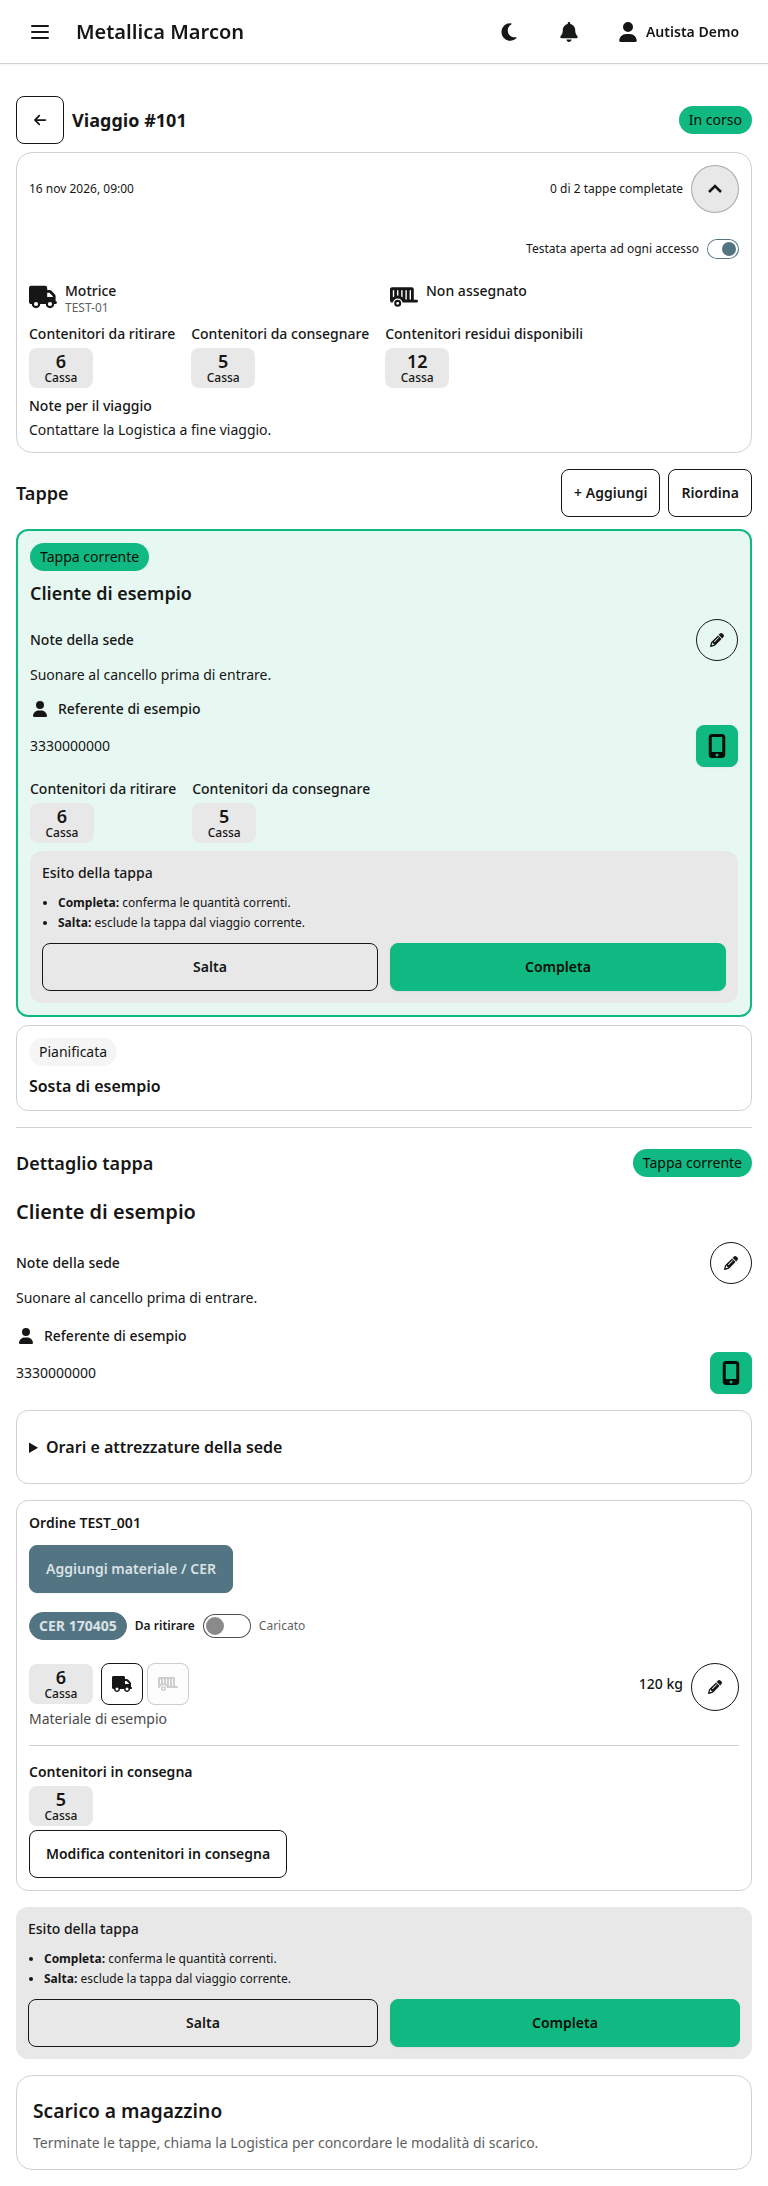 Metallica Marcon
Autista Demo
Viaggio #101
In corso
16 nov 2026, 09:00
0 di 2 tappe completate
Testata aperta ad ogni accesso
Motrice
TEST-01
Non assegnato
Contenitori da ritirare
Contenitori da consegnare
Contenitori residui disponibili
6
Cassa
5
Cassa
12
Cassa
Note per il viaggio
Contattare la Logistica a fine viaggio.
Tappe
+ Aggiungi
Riordina
Tappa corrente
Cliente di esempio
Note della sede
Suonare al cancello prima di entrare.
Referente di esempio
3330000000
Contenitori da ritirare
Contenitori da consegnare
6
Cassa
5
Cassa
Esito della tappa
• Completa: conferma le quantità correnti.
• Salta: esclude la tappa dal viaggio corrente.
Salta
Completa
Pianificata
Sosta di esempio
Dettaglio tappa
Tappa corrente
Cliente di esempio
Note della sede
Suonare al cancello prima di entrare.
Referente di esempio
3330000000
Orari e attrezzature della sede
Ordine TEST_001
Aggiungi materiale / CER
CER 170405
Da ritirare
Caricato
6
Cassa
120 kg
Materiale di esempio
Contenitori in consegna
5
Cassa
Modifica contenitori in consegna
Esito della tappa
• Completa: conferma le quantità correnti.
• Salta: esclude la tappa dal viaggio corrente.
Salta
Completa
Scarico a magazzino
Terminate le tappe, chiama la Logistica per concordare le modalità di scarico.